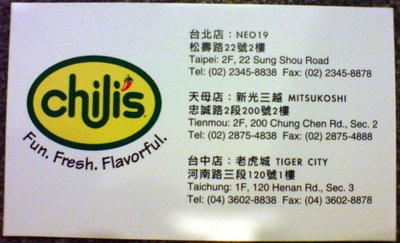 chili's
Fun. Fresh. Flavorful.
台北店：NEO19
松壽路22號2樓
Taipei: 2F, 22 Sung Shou Road
Tel: (02) 2345-8838 Fax: (02) 2345-8878
天母店：新光三越 MITSUKOSHI
忠誠路2段200號2樓
Tienmou: 2F, 200 Chung Chen Rd., Sec. 2
Tel: (02) 2875-4838 Fax: (02) 2875-4888
台中店：老虎城 TIGER CITY
河南路三段120號1樓
Taichung: 1F, 120 Henan Rd., Sec. 3
Tel: (04) 3602-8838 Fax: (04) 3602-8878